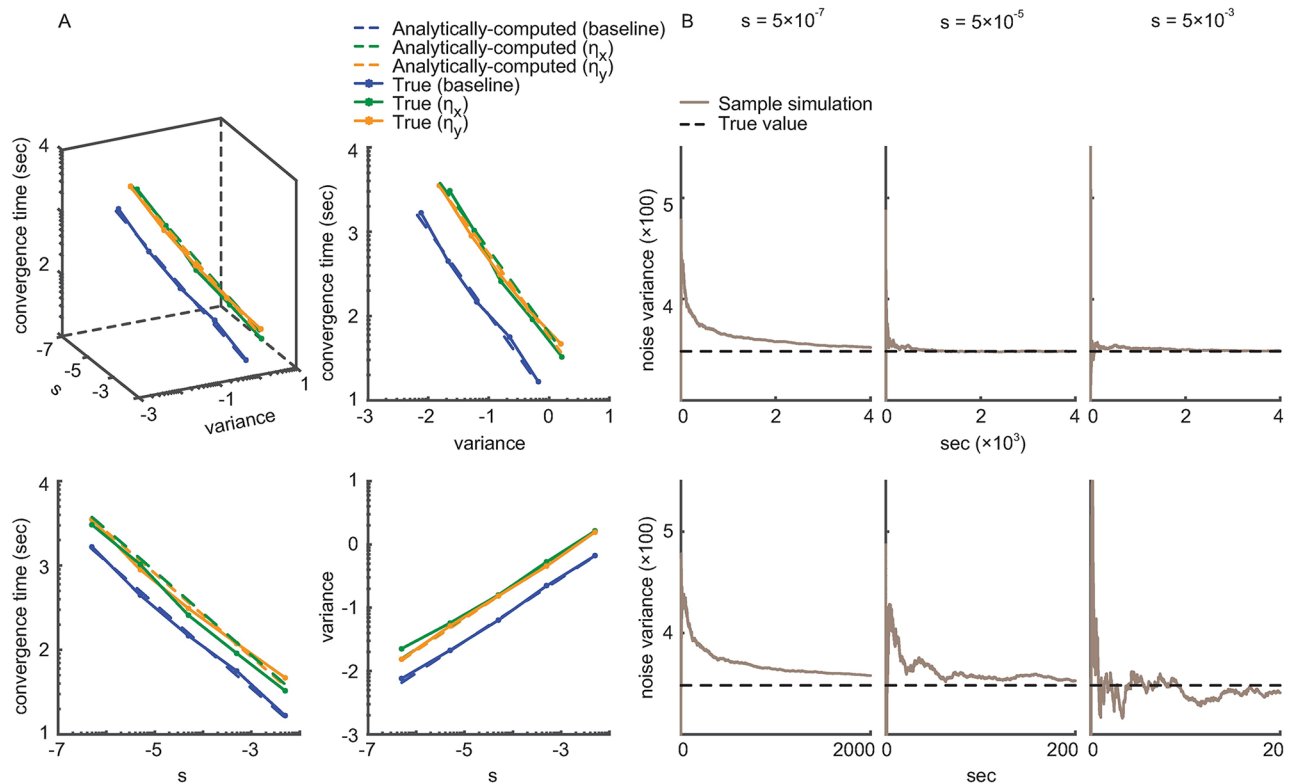 A
Analytically-computed (baseline)
Analytically-computed (ηx)
Analytically-computed (ηy)
True (baseline)
True (ηx)
True (ηy)
B
s = 5×10-7
s = 5×10-5
s = 5×10-3
Sample simulation
True value
convergence time (sec)
4
2
-7
-5
-3
s
-3
-1
1
variance
convergence time (sec)
4
3
2
1
-3
-2
-1
0
1
variance
noise variance (×100)
5
4
0
2
4
0
2
4
0
2
4
sec (×10³)
convergence time (sec)
4
3
2
1
-7
-5
-3
s
variance
1
0
-1
-2
-3
-7
-5
-3
s
noise variance (×100)
5
4
0
2000
0
200
0
20
sec